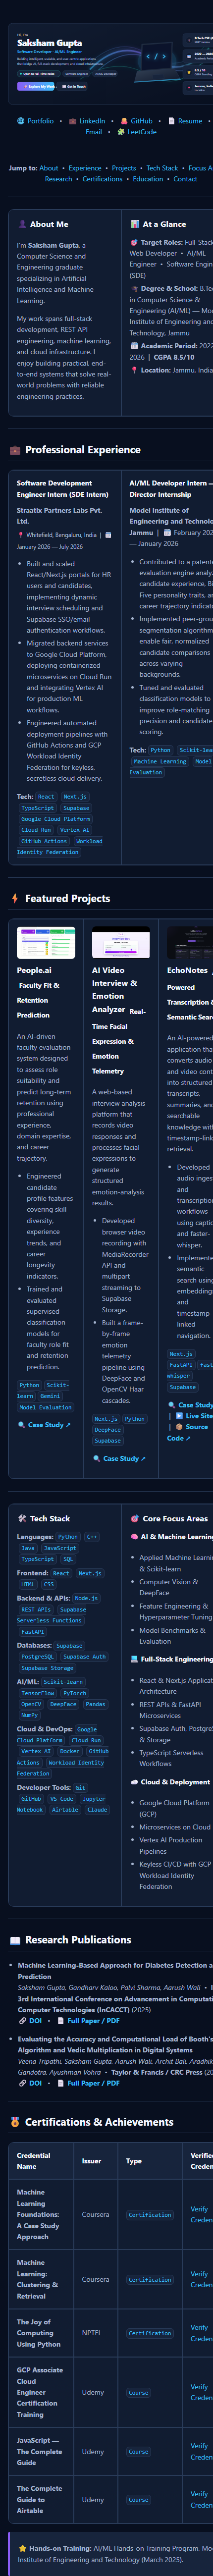 Hi, I'm
Saksham Gupta
Software Developer · AI/ML Engineer
Open to Full-Time Roles
Software Engineer
AI/ML Developer
Explore My Work
Get in Touch
</>
🌐 Portfolio • 💼 LinkedIn • 🐙 GitHub • 📄 Resume •
Email • 🧩 LeetCode
Jump to: About • Experience • Projects • Tech Stack • Focus A
Research • Certifications • Education • Contact
About Me
I'm Saksham Gupta, a
Computer Science and
Engineering graduate
specializing in Artificial
Intelligence and Machine
Learning.
My work spans full-stack
development, REST API
engineering, machine learning,
and cloud infrastructure. I
enjoy building practical, end-
to-end systems that solve real-
world problems with reliable
engineering practices.
📊 At a Glance
🎯 Target Roles: Full-Stack
Web Developer • AI/ML
Engineer • Software Engin
(SDE)
🎓 Degree & School: B.Tec
in Computer Science &
Engineering (AI/ML) — Mod
Institute of Engineering and
Technology, Jammu
📅 Academic Period: 2022
2026 | CGPA 8.5/10
📍 Location: Jammu, India
💼 Professional Experience
Software Development
Engineer Intern (SDE Intern)
Straatix Partners Labs Pvt.
Ltd.
📍 Whitefield, Bengaluru, India | 📅
January 2026 — July 2026
• Built and scaled
React/Next.js portals for HR
users and candidates,
implementing dynamic
interview scheduling and
Supabase SSO/email
authentication workflows.
• Migrated backend services
to Google Cloud Platform,
deploying containerized
microservices on Cloud Run
and integrating Vertex AI
for production ML
workflows.
• Engineered automated
deployment pipelines with
GitHub Actions and GCP
Workload Identity
Federation for keyless,
secretless cloud delivery.
Tech: React Next.js
TypeScript Supabase
Google Cloud Platform
Cloud Run Vertex AI
GitHub Actions Workload
Identity Federation
AI/ML Developer Intern —
Director Internship
Model Institute of
Engineering and Technolo
Jammu | 📅 February 202
— January 2026
• Contributed to a patente
evaluation engine analyz
candidate experience, Bi
Five personality traits, an
career trajectory indicat
• Implemented peer-grou
segmentation algorithm
enable fair, normalized
candidate comparisons
across varying
backgrounds.
• Tuned and evaluated
classification models to
improve role-matching
precision and candidate
scoring.
Tech: Python Scikit-lea
Machine Learning Model
Evaluation
⚡ Featured Projects
People.ai
Faculty Fit &
Retention
Prediction
An AI-driven
faculty evaluation
system designed
to assess role
suitability and
predict long-term
retention using
professional
experience,
domain expertise,
and career
trajectory.
• Engineered
candidate
profile features
covering skill
diversity,
experience
trends, and
career
longevity
indicators.
• Trained and
evaluated
supervised
classification
models for
faculty role fit
and retention
prediction.
Python Scikit-
learn Gemini
Model Evaluation
🔍 Case Study ↗
AI Video
Interview &
Emotion
Analyzer Real-
Time Facial
Expression &
Emotion
Telemetry
A web-based
interview analysis
platform that
records video
responses and
processes facial
expressions to
generate
structured
emotion-analysis
results.
• Developed
browser video
recording with
MediaRecorder
API and
multipart
streaming to
Supabase
Storage.
• Built a frame-
by-frame
emotion
telemetry
pipeline using
DeepFace and
OpenCV Haar
cascades.
Next.js Python
DeepFace
Supabase
🔍 Case Study ↗
EchoNotes
Powered
Transcription &
Semantic Sear
An AI-powered
application tha
converts audio
and video cont
into structured
transcripts,
summaries, an
searchable
knowledge wit
timestamp-link
retrieval.
• Developed
audio inges
and
transcriptio
workflows
using captio
and faster-
whisper.
• Implemente
semantic
search using
embedding
and
timestamp-
linked
navigation.
Next.js
FastAPI fast
whisper
Supabase
🔍 Case Study
| ▶ Live Site
| 📦 Source
Code ↗
🛠 Tech Stack
Languages: Python C++
Java JavaScript
TypeScript SQL
Frontend: React Next.js
HTML CSS
Backend & APIs: Node.js
REST APIs Supabase
Serverless Functions
FastAPI
Databases: Supabase
PostgreSQL Supabase Auth
Supabase Storage
AI/ML: Scikit-learn
TensorFlow PyTorch
OpenCV DeepFace Pandas
NumPy
Cloud & DevOps: Google
Cloud Platform Cloud Run
Vertex AI Docker GitHub
Actions Workload Identity
Federation
Developer Tools: Git
GitHub VS Code Jupyter
Notebook Airtable Claude
🎯 Core Focus Areas
🧠 AI & Machine Learning
• Applied Machine Learnin
& Scikit-learn
• Computer Vision &
DeepFace
• Feature Engineering &
Hyperparameter Tuning
• Model Benchmarks &
Evaluation
💻 Full-Stack Engineering
• React & Next.js Applicati
Architecture
• REST APIs & FastAPI
Microservices
• Supabase Auth, PostgreS
& Storage
• TypeScript Serverless
Workflows
☁ Cloud & Deployment
• Google Cloud Platform
(GCP)
• Microservices on Cloud
• Vertex AI Production
Pipelines
• Keyless CI/CD with GCP
Workload Identity
Federation
📖 Research Publications
• Machine Learning-Based Approach for Diabetes Detection a
Prediction
Saksham Gupta, Gandharv Kaloo, Palvi Sharma, Aarush Wali •
3rd International Conference on Advancement in Computati
Computer Technologies (InCACCT) (2025)
🔗 DOI • 📄 Full Paper / PDF
• Evaluating the Accuracy and Computational Load of Booth's
Algorithm and Vedic Multiplication in Digital Systems
Veena Tripathi, Saksham Gupta, Aarush Wali, Archit Bali, Aradhik
Gandotra, Ayushman Vohra • Taylor & Francis / CRC Press (20
🔗 DOI • 📄 Full Paper / PDF
🏅 Certifications & Achievements
Credential
Name
Issuer
Type
Verifie
Creden
Machine
Learning
Foundations:
A Case Study
Approach
Coursera
Certification
Verify
Creden
Machine
Learning:
Clustering &
Retrieval
Coursera
Certification
Verify
Creden
The Joy of
Computing
Using Python
NPTEL
Certification
Verify
Creden
GCP Associate
Cloud
Engineer
Certification
Training
Udemy
Course
Verify
Creden
JavaScript —
The Complete
Guide
Udemy
Course
Verify
Creden
The Complete
Guide to
Airtable
Udemy
Course
Verify
Creden
⭐ Hands-on Training: AI/ML Hands-on Training Program, Mo
Institute of Engineering and Technology (March 2025).